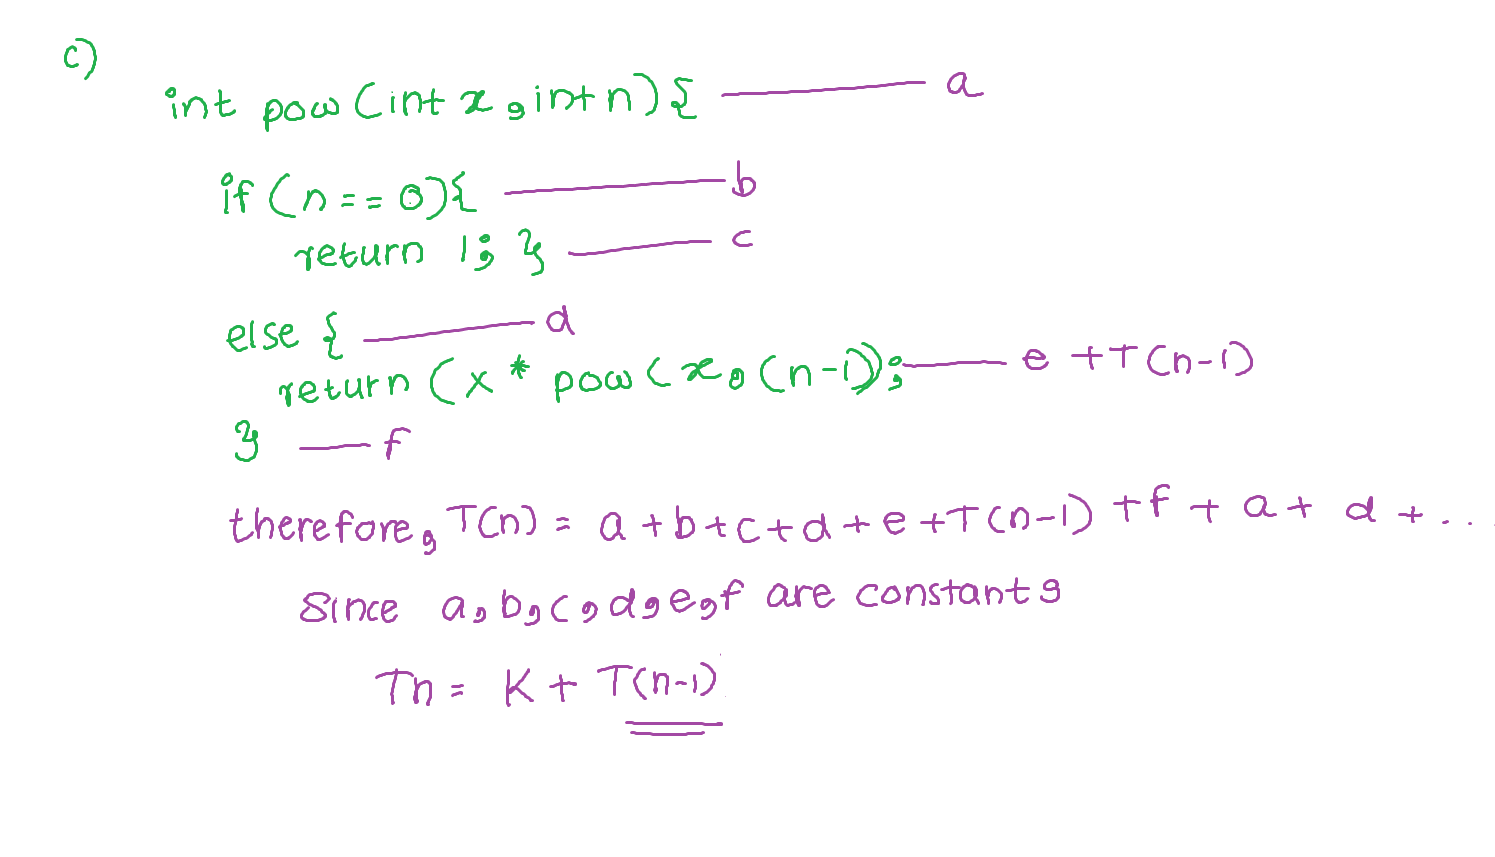 c)
int pow (int x, int n) { a
if (n == 0) { b
return 1; } c
else { d
return (x * pow (x, (n-1)); e + T(n-1)
} f
therefore, T(n) = a + b + c + d + e + T(n-1) + f + a + d + ...
Since a, b, c, d, e, f are constants
Tn = K + T(n-1)